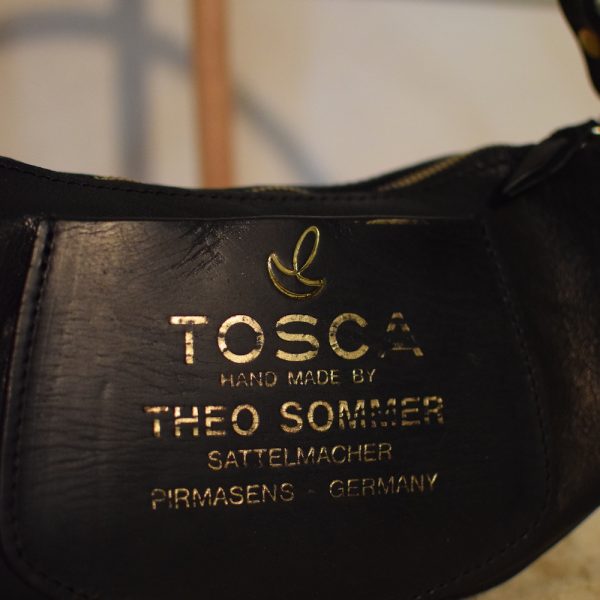 TOSCA
HAND MADE BY
THEO SOMMER
SATTELMACHER
PIRMASENS - GERMANY